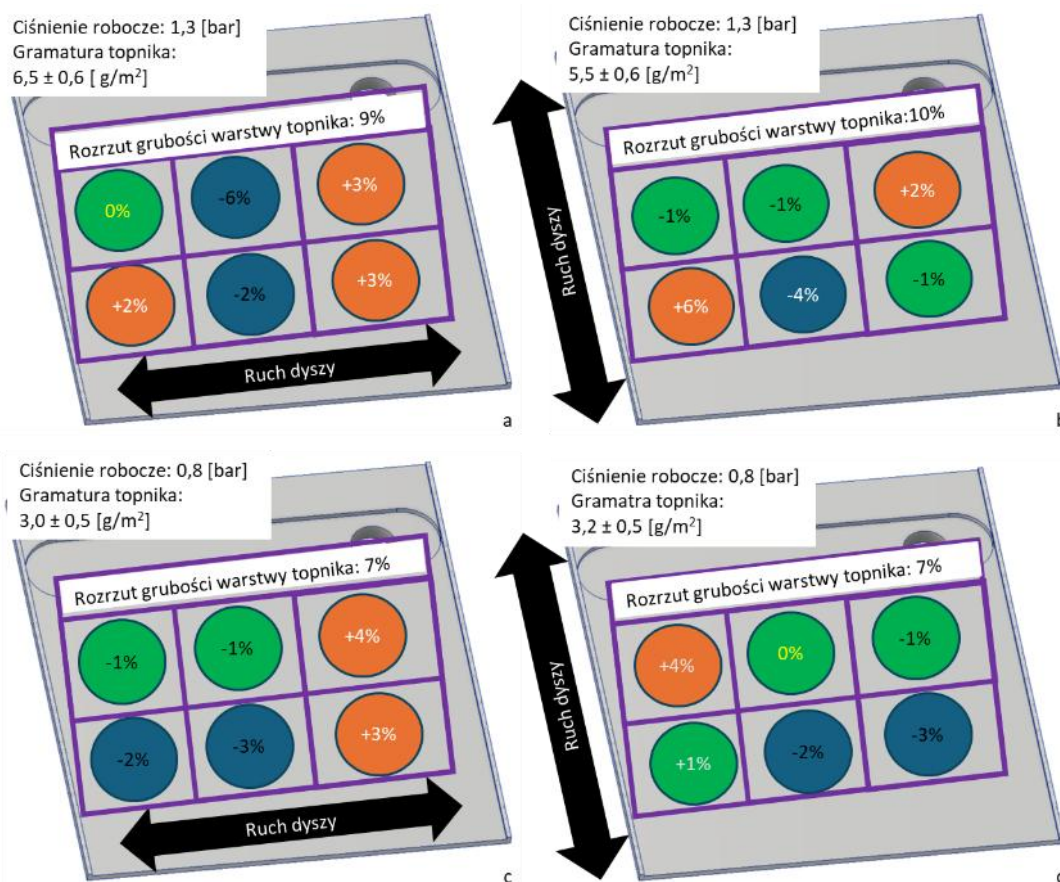 Ciśnienie robocze: 1,3 [bar]
Gramatura topnika:
6,5 ± 0,6 [ g/m²]
Rozrzut grubości warstwy topnika: 9%
0%
-6%
+3%
+2%
-2%
+3%
Ruch dyszy
a
Ciśnienie robocze: 1,3 [bar]
Gramatura topnika:
5,5 ± 0,6 [g/m²]
Rozrzut grubości warstwy topnika:10%
-1%
-1%
+2%
+6%
-4%
-1%
Ruch dyszy
b
Ciśnienie robocze: 0,8 [bar]
Gramatura topnika:
3,0 ± 0,5 [g/m²]
Rozrzut grubości warstwy topnika: 7%
-1%
-1%
+4%
-2%
-3%
+3%
Ruch dyszy
c
Ciśnienie robocze: 0,8 [bar]
Gramatra topnika:
3,2 ± 0,5 [g/m²]
Rozrzut grubości warstwy topnika: 7%
+4%
0%
-1%
+1%
-2%
-3%
Ruch dyszy